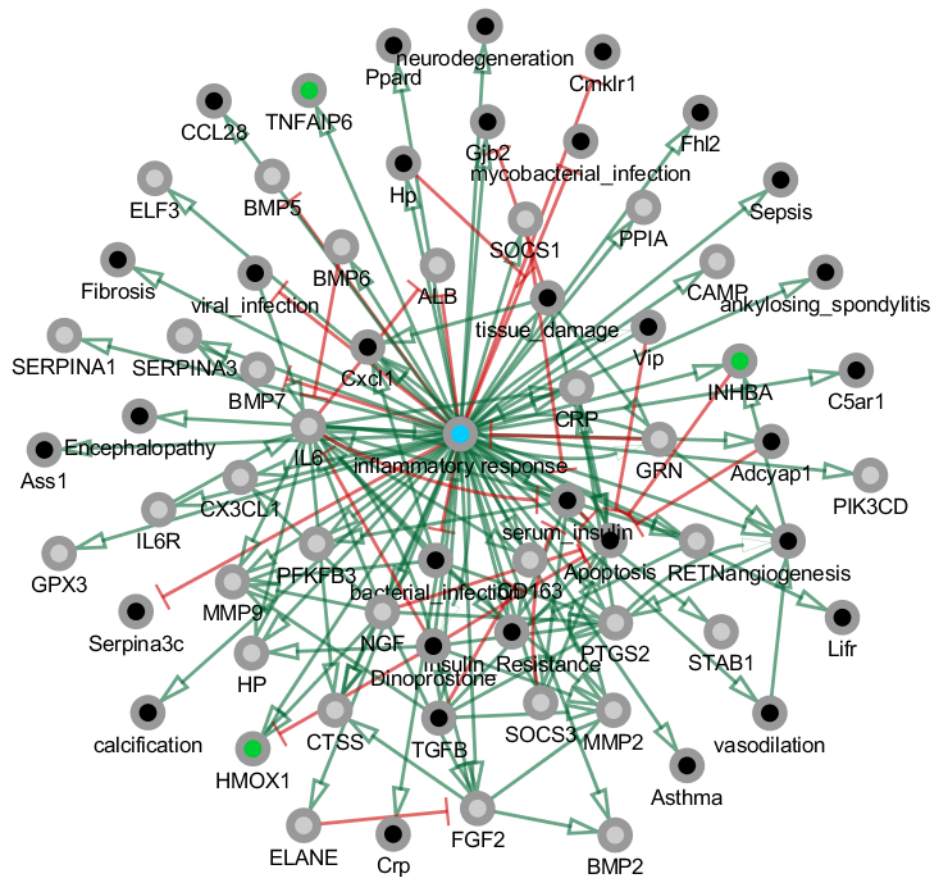 neurodegeneration
Ppard
Cmklr1
TNFAIP6
CCL28
Fhl2
Gjb2
mycobacterial_infection
Hp
ELF3
BMP5
Sepsis
PPIA
SOCS1
BMP6
Fibrosis
viral_infection
ALB
CAMP
ankylosing_spondylitis
tissue_damage
Vip
SERPINA1
SERPINA3
Cxcl1
INHBA
C5ar1
BMP7
CRP
Encephalopathy
IL6
inflammatory response
GRN
Adcyap1
Ass1
PIK3CD
CX3CL1
serum_insulin
IL6R
GPX3
PFKFB3
Apoptosis
RETN
angiogenesis
bacterial_infection
CD163
MMP9
Serpina3c
NGF
Lifr
STAB1
PTGS2
Insulin
Resistance
HP
Dinoprostone
calcification
CTSS
TGFB
SOCS3
MMP2
vasodilation
HMOX1
Asthma
FGF2
ELANE
Crp
BMP2